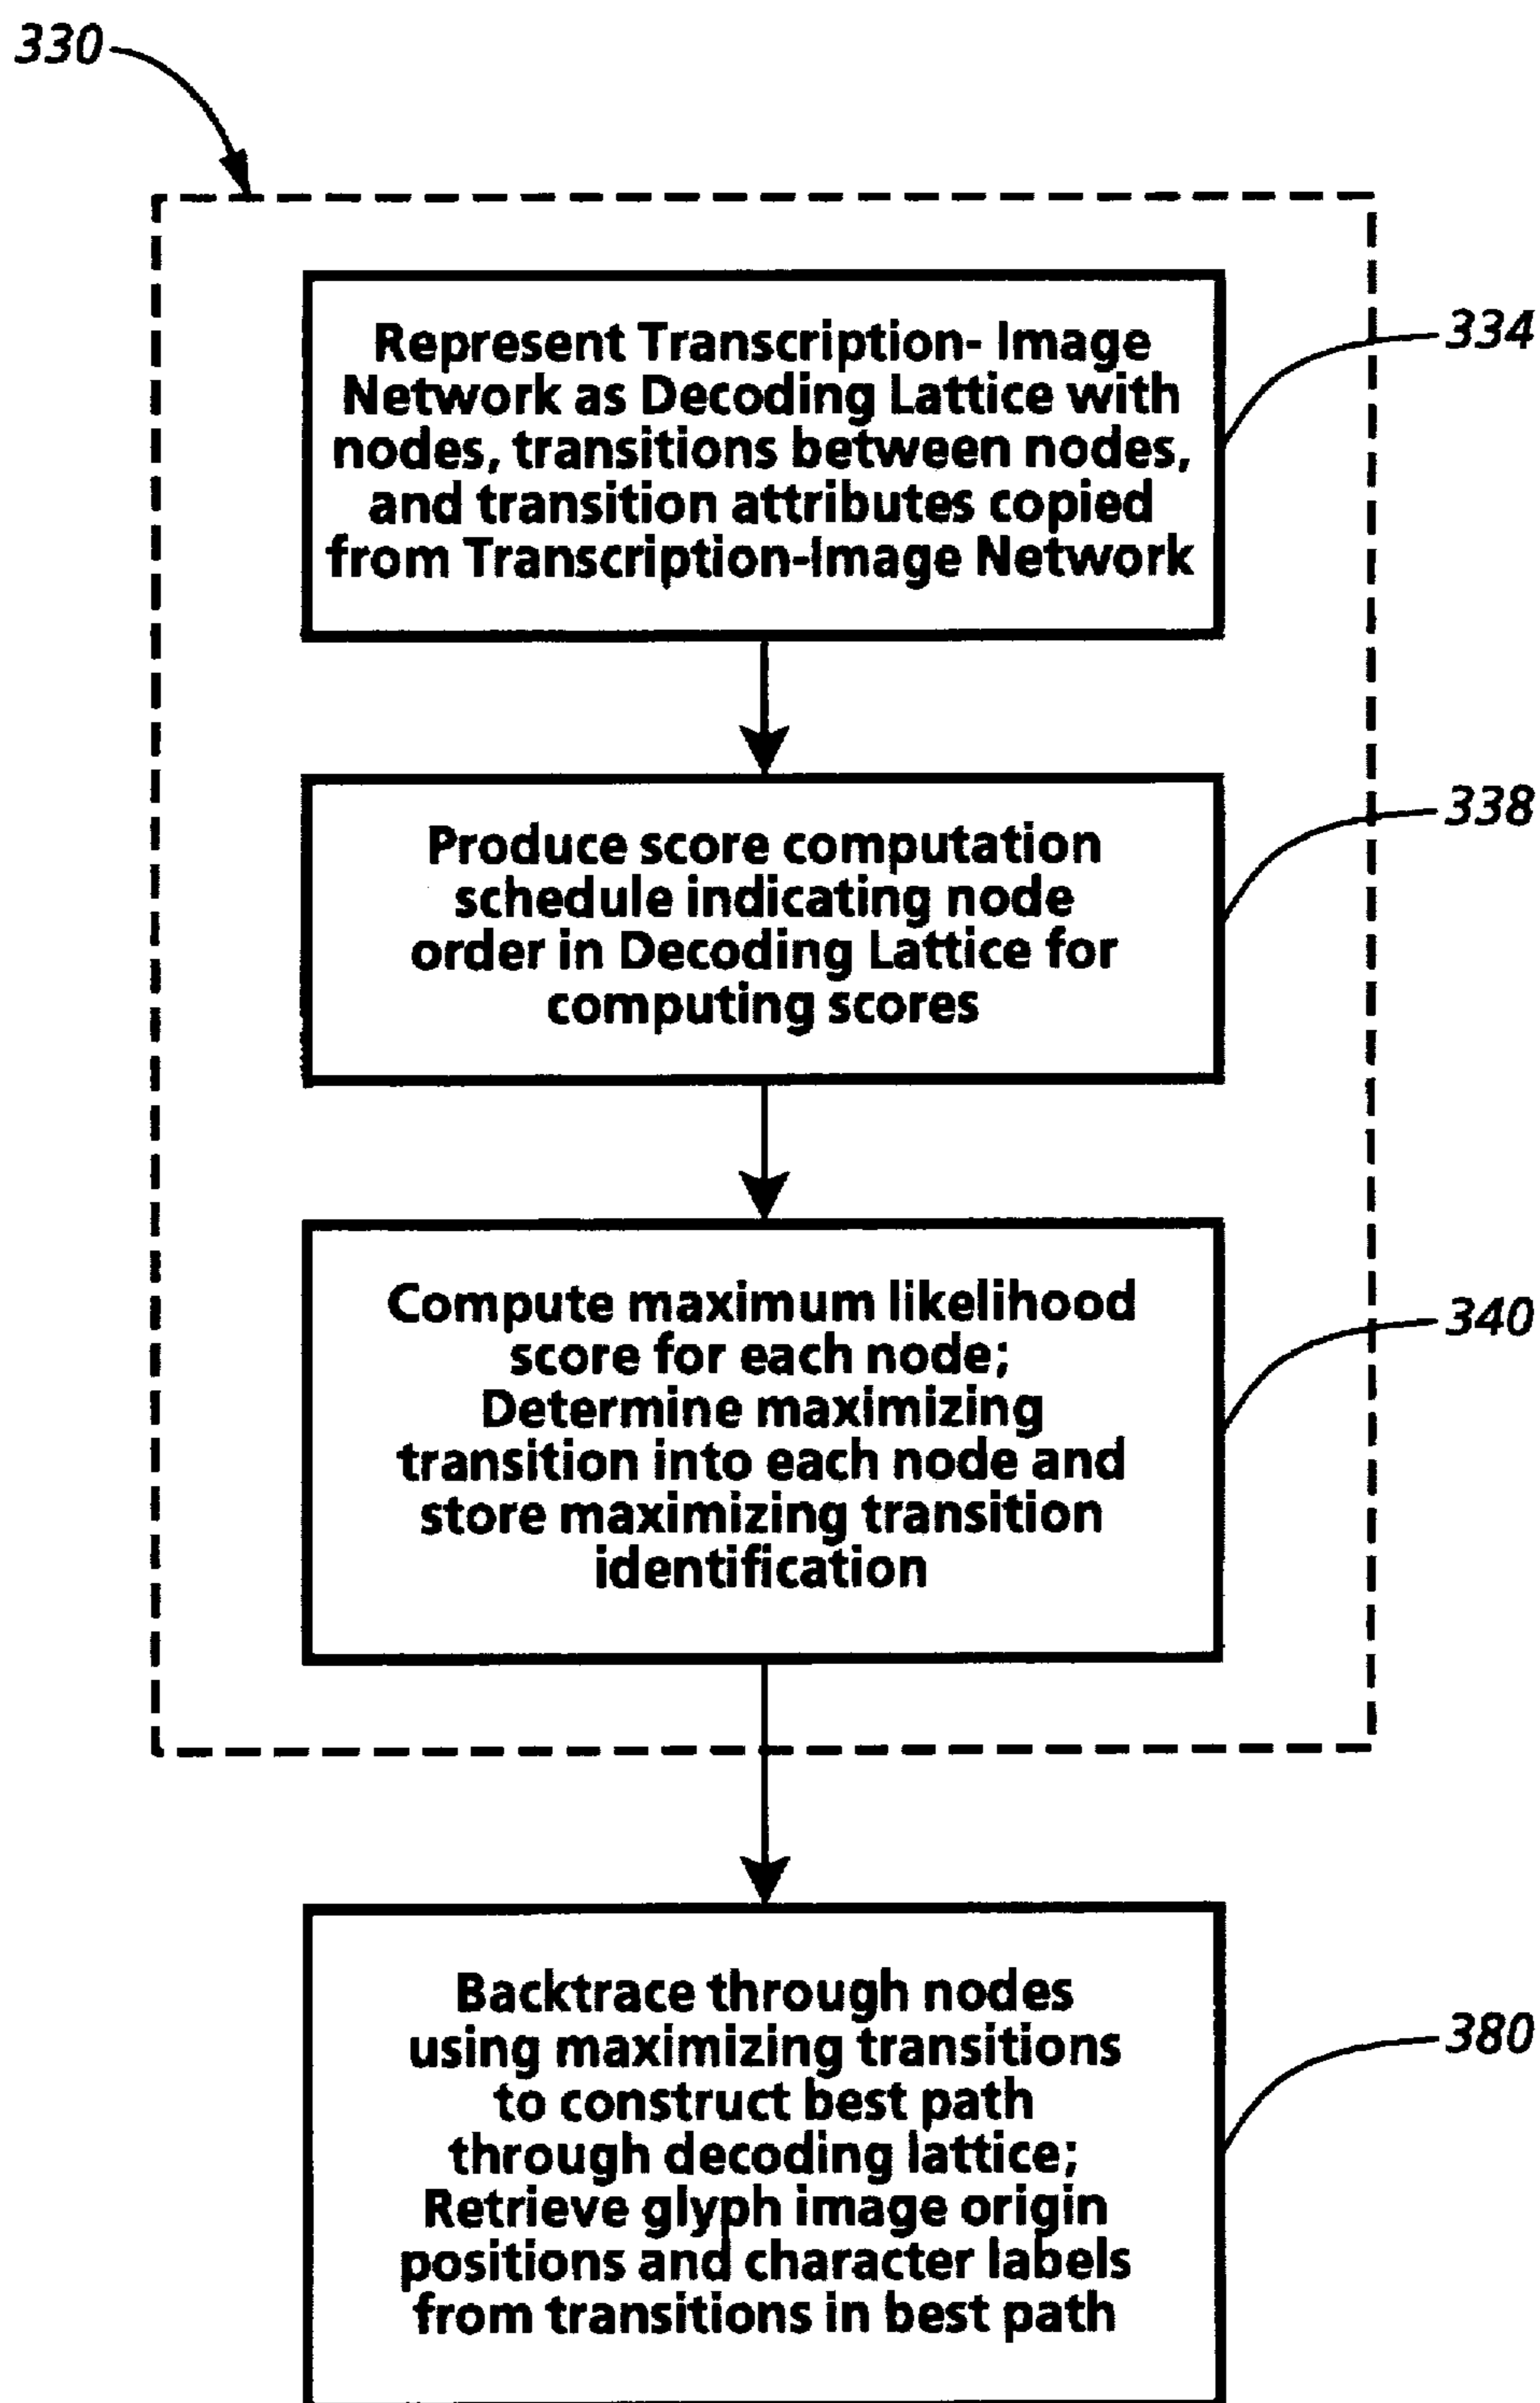 330
Represent Transcription- Image
Network as Decoding Lattice with
nodes, transitions between nodes,
and transition attributes copied
from Transcription-Image Network
334
Produce score computation
schedule indicating node
order in Decoding Lattice for
computing scores
338
Compute maximum likelihood
score for each node;
Determine maximizing
transition into each node and
store maximizing transition
identification
340
Backtrace through nodes
using maximizing transitions
to construct best path
through decoding lattice;
Retrieve glyph image origin
positions and character labels
from transitions in best path
380